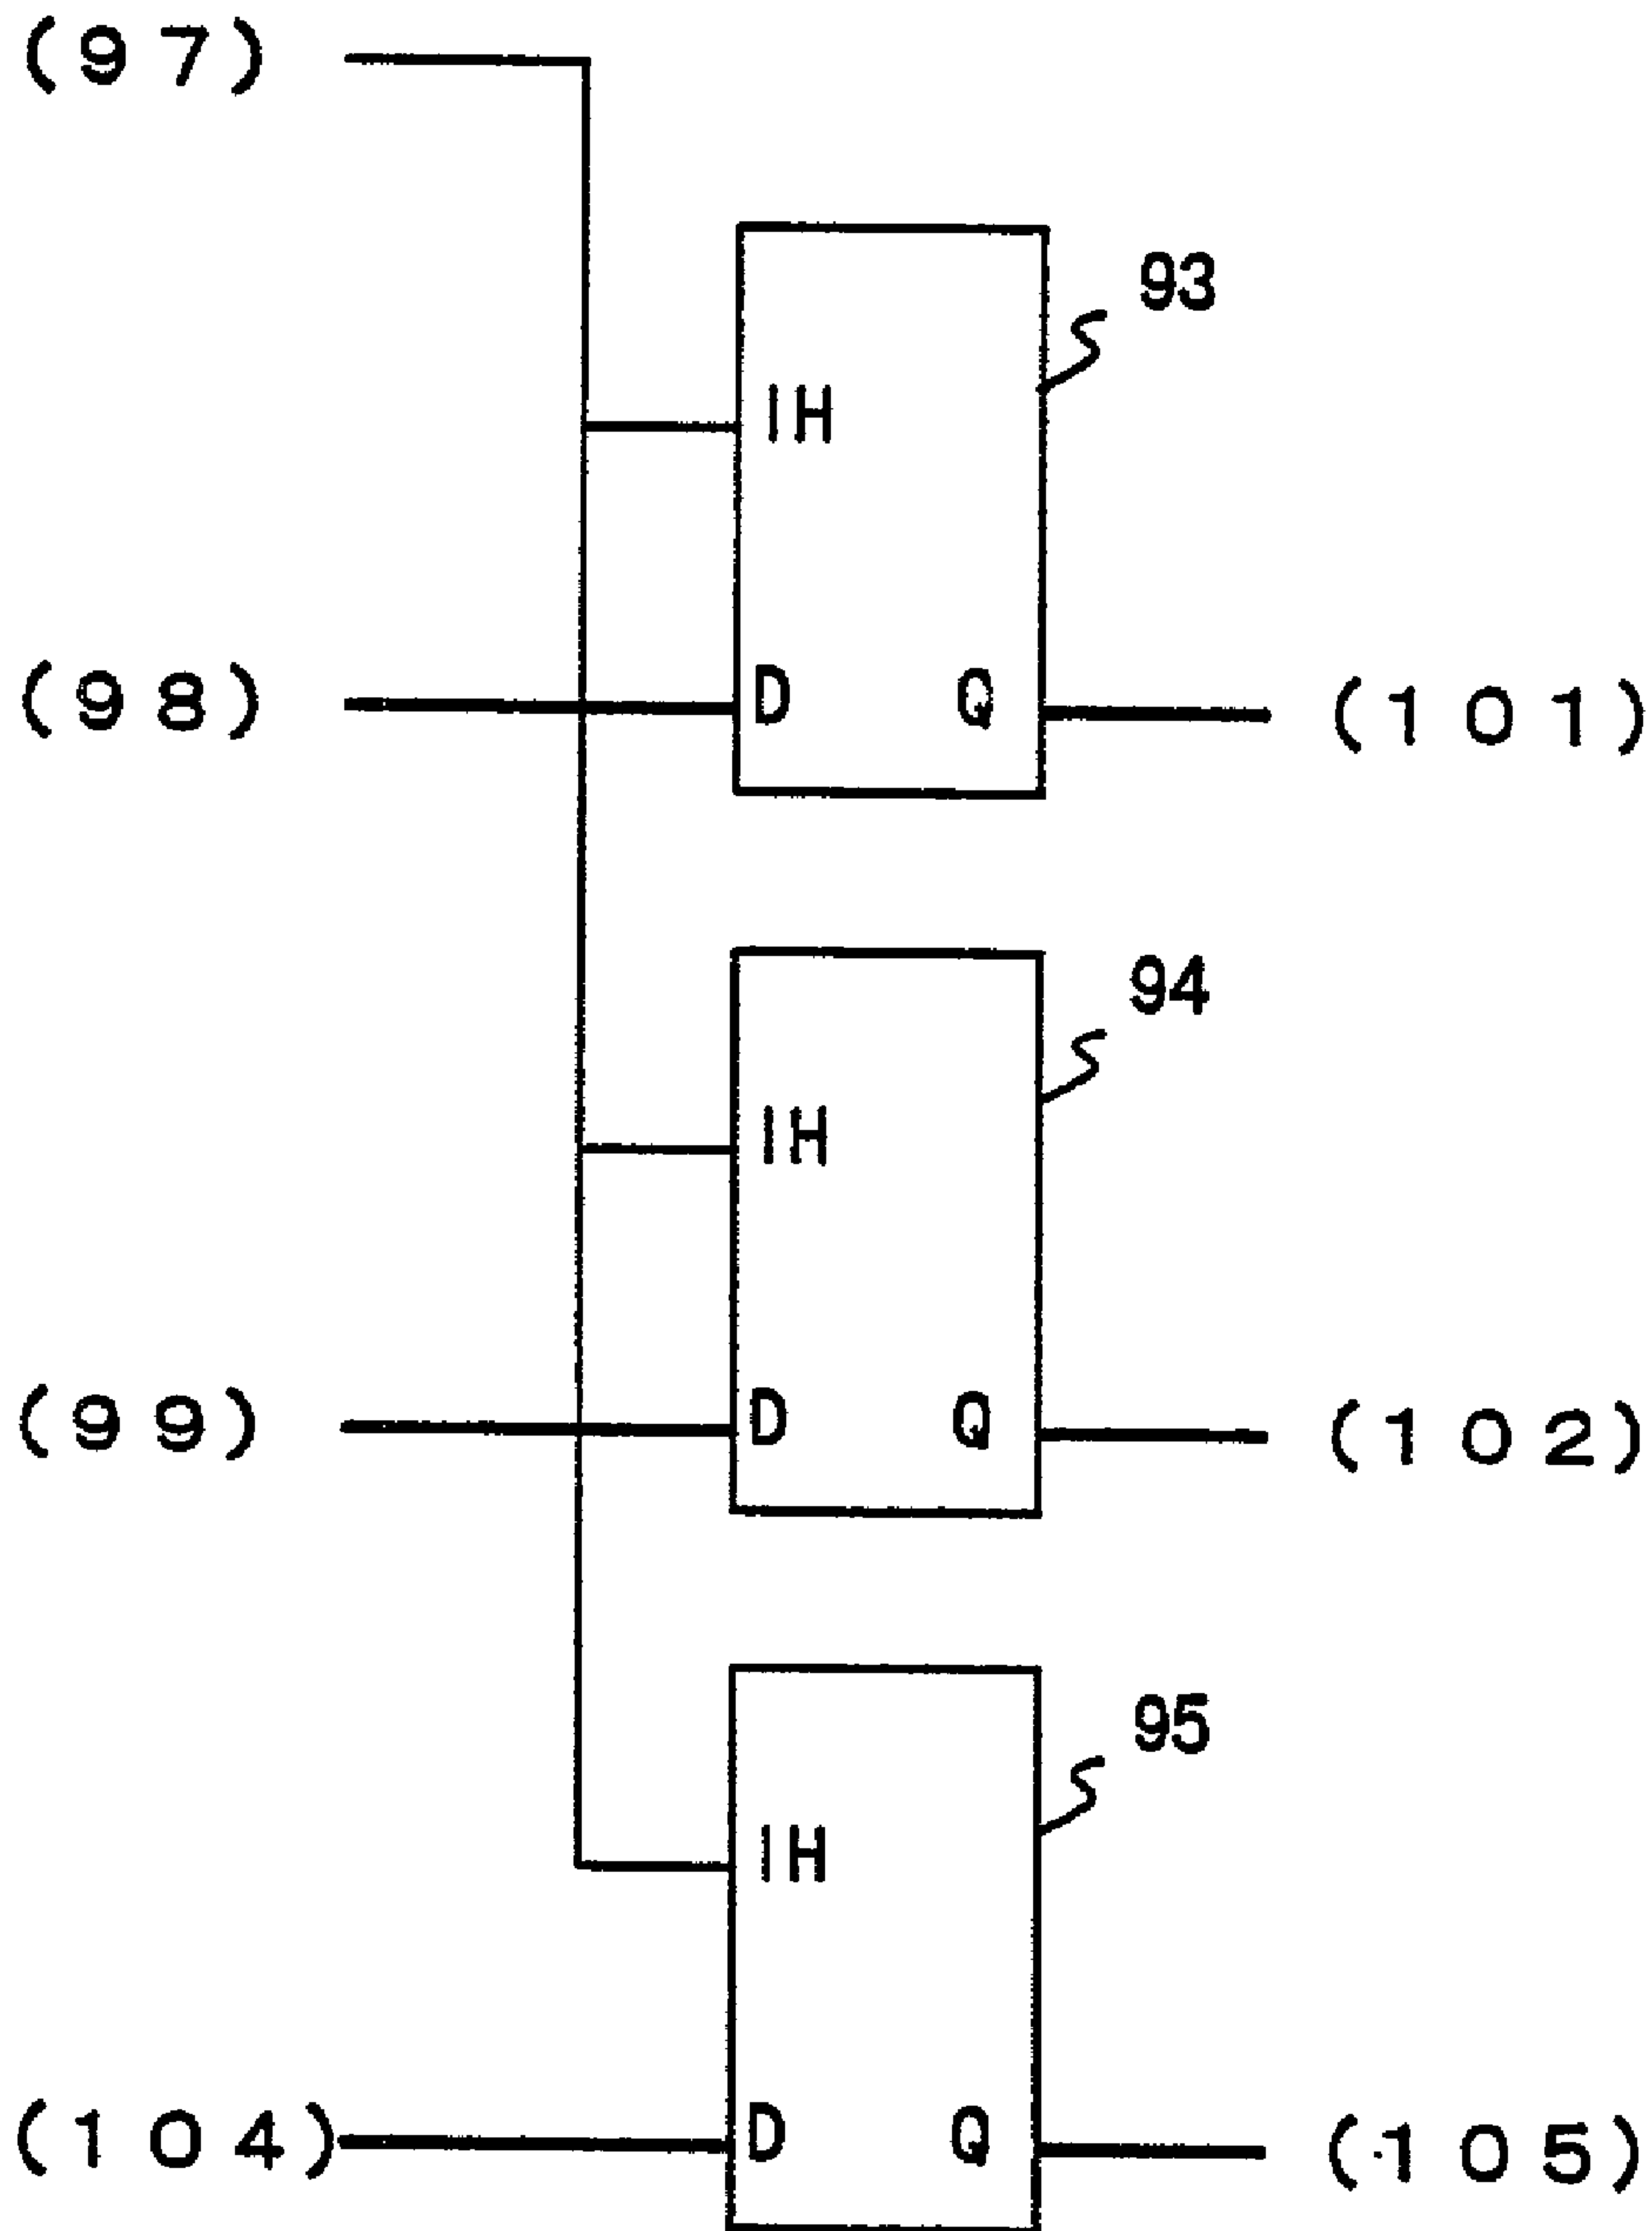 (97)
93
IH
(98)
D Q
(101)
94
IH
(99)
D Q
(102)
95
IH
(104)
D Q
(105)